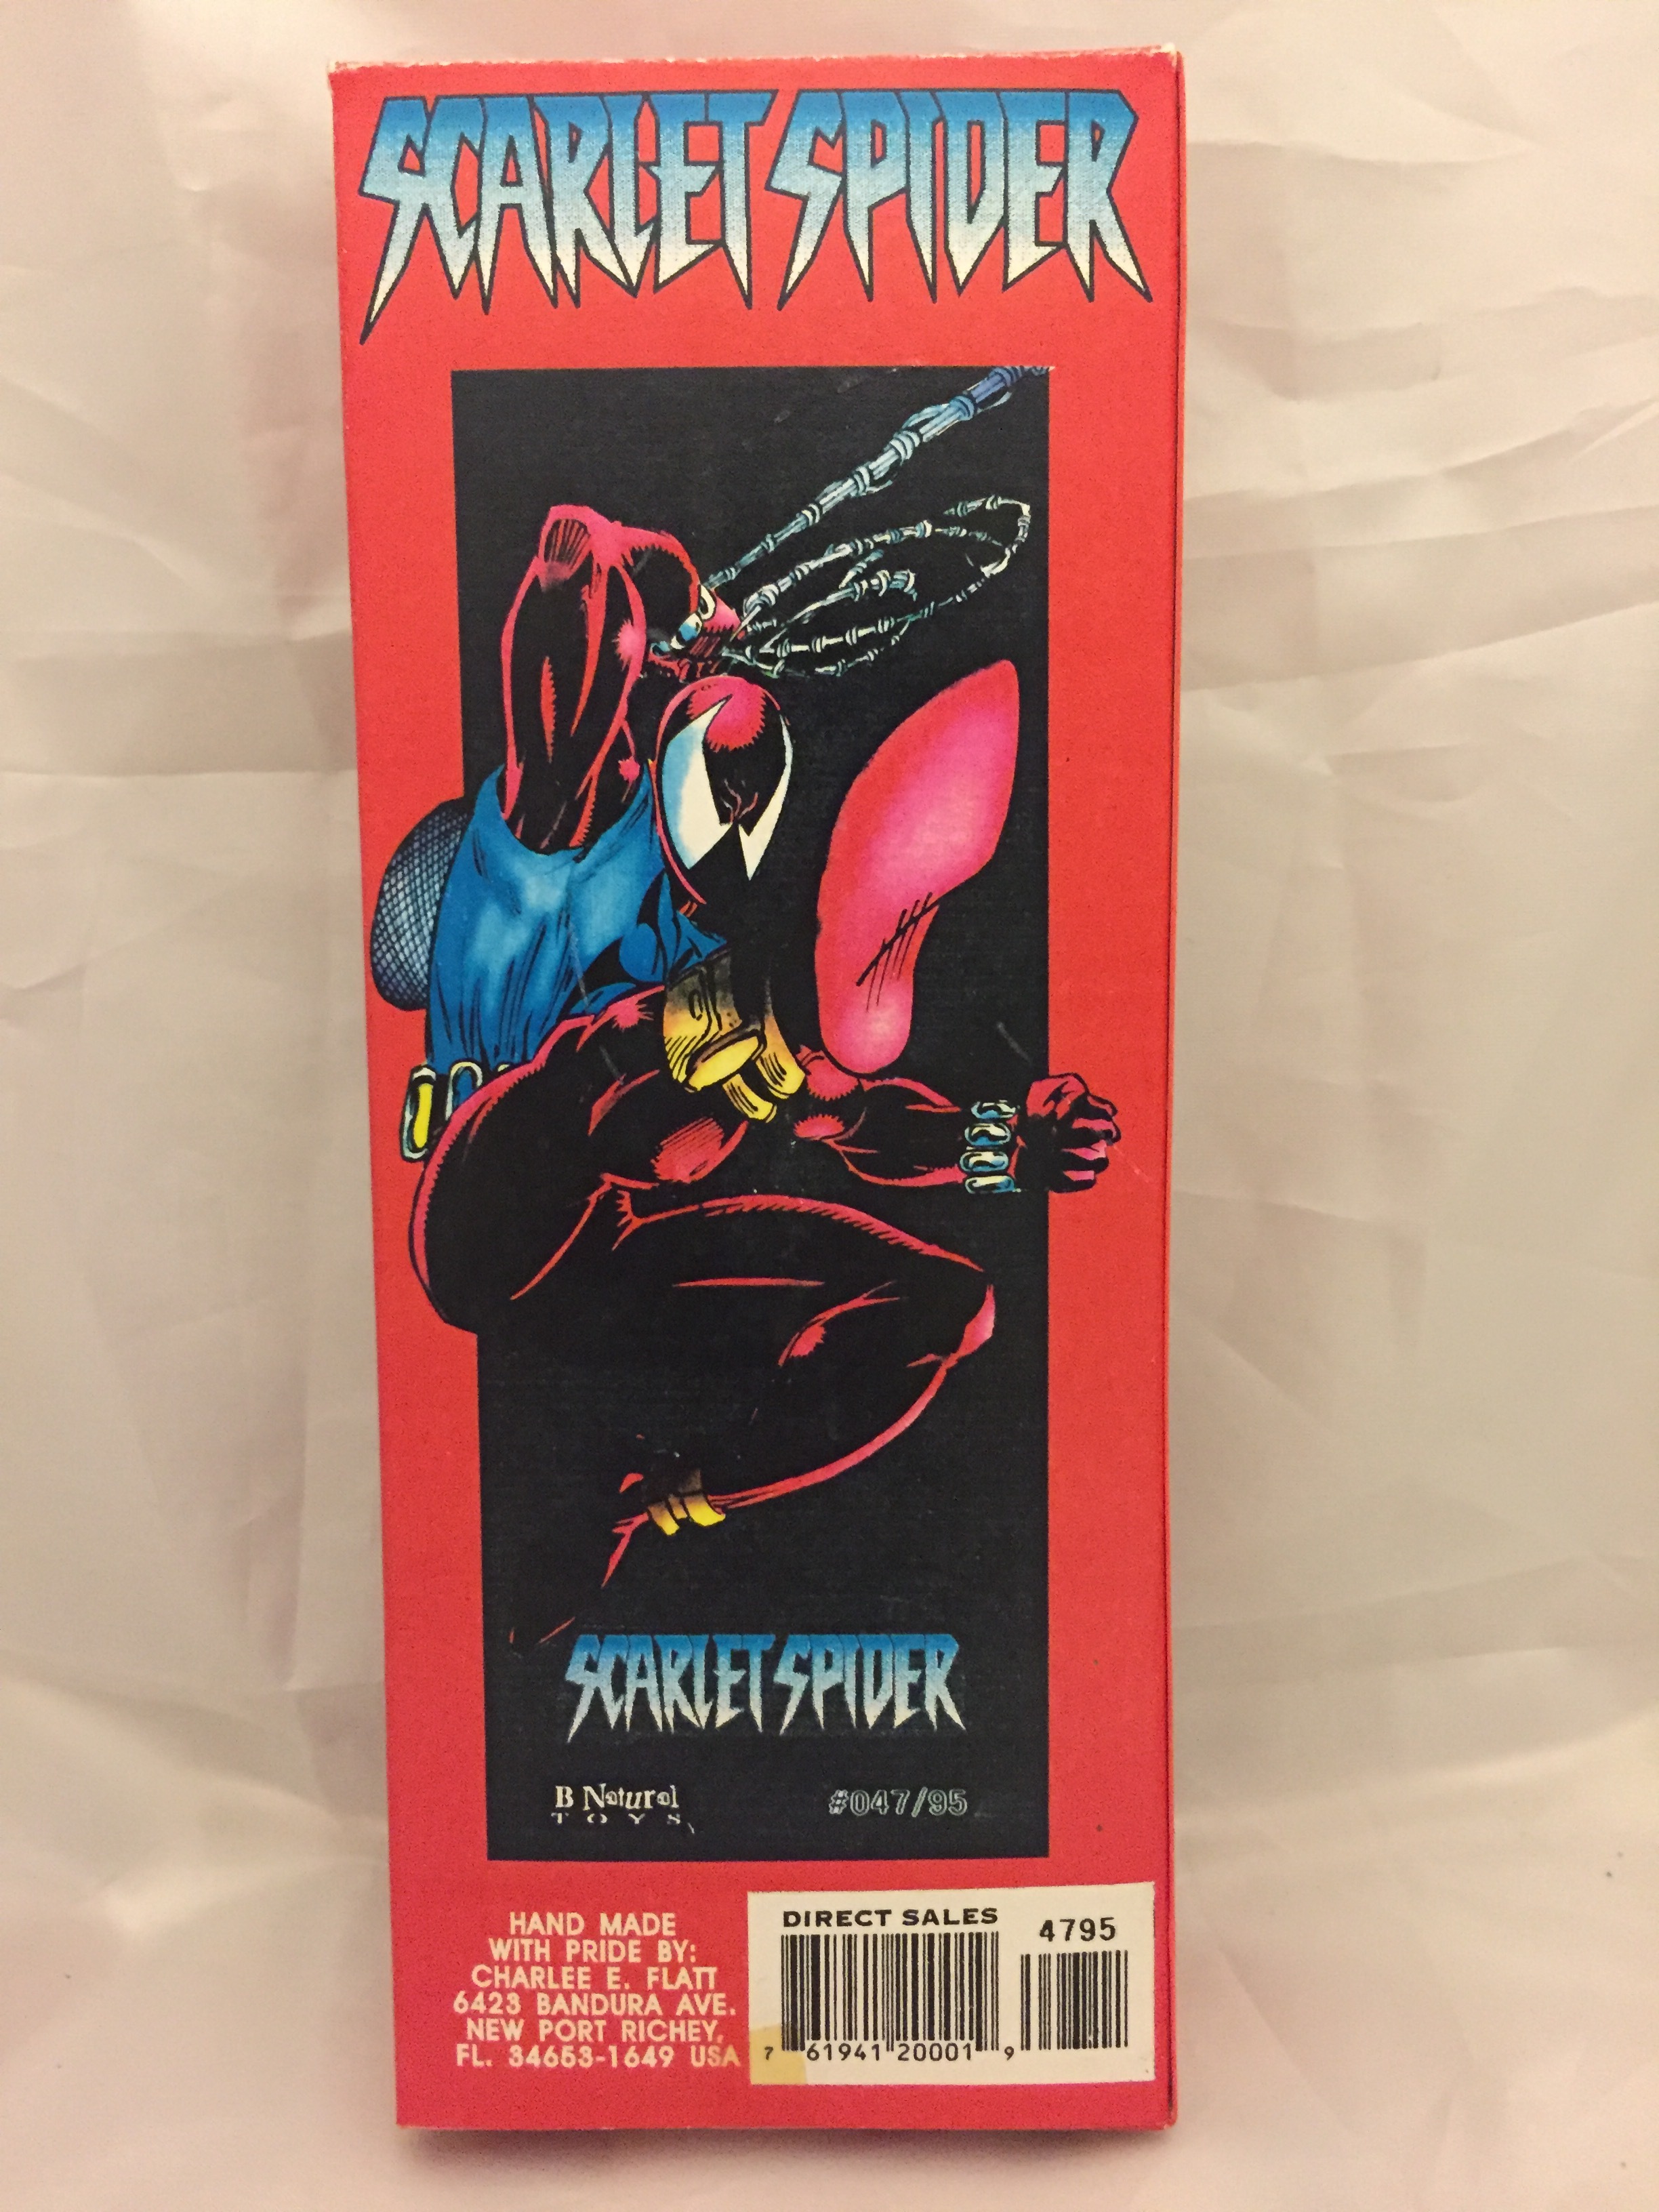 SCARLET SPIDER
SCARLET SPIDER
B Natural
TOYS
#047/95
HAND MADE
WITH PRIDE BY:
CHARLEE E. FLATT
6423 BANDURA AVE.
NEW PORT RICHEY,
FL. 34653-1649 USA
DIRECT SALES
4795
7 61941 20001 9